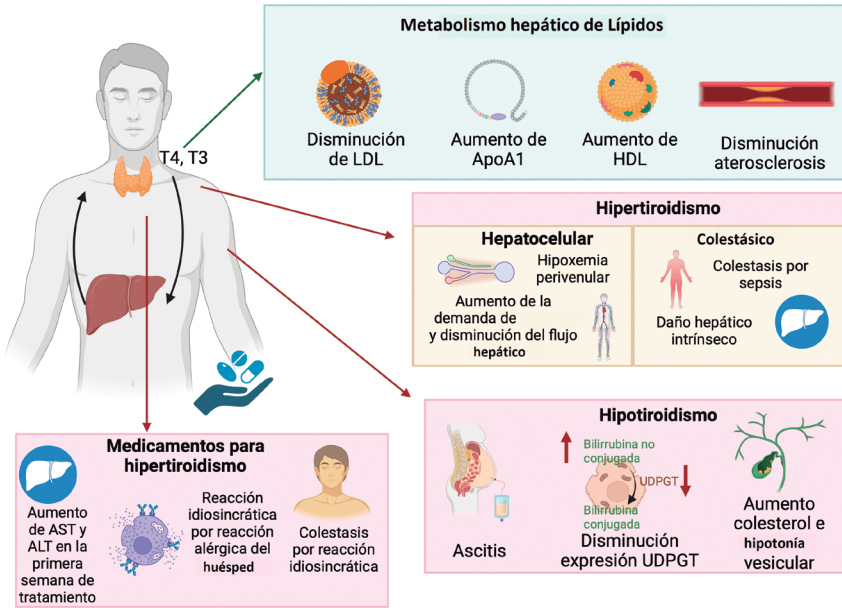 Metabolismo hepático de Lípidos
Disminución
de LDL
Aumento de
ApoA1
Aumento de
HDL
Disminución
aterosclerosis
T4, T3
Hipertiroidismo
Hepatocelular
Hipoxemia
perivenular
Aumento de la
demanda de
y disminución del flujo
hepático
Colestásico
Colestasis por
sepsis
Daño hepático
intrínseco
Hipotiroidismo
Ascitis
Bilirrubina no
conjugada
UDPGT
Bilirrubina
conjugada
Disminución
expresión UDPGT
Aumento
colesterol e
hipotonía
vesicular
Medicamentos para
hipertiroidismo
Aumento
de AST y
ALT en la
primera
semana de
tratamiento
Reacción
idiosincrática
por reacción
alérgica del
huésped
Colestasis
por reacción
idiosincrática